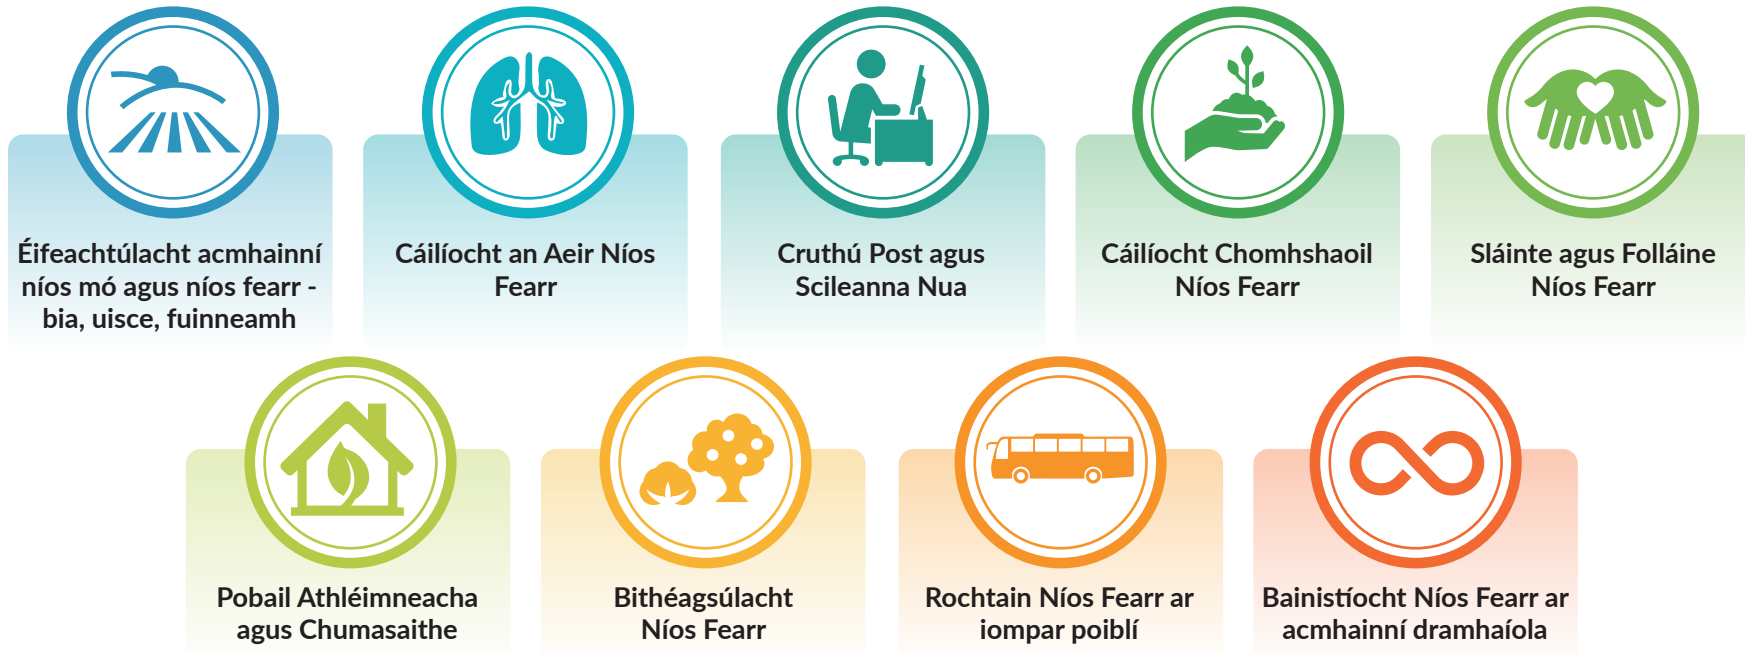 Éifeachtúlacht acmhainní
níos mó agus níos fearr -
bia, uisce, fuinneamh
Cáilíocht an Aeir Níos
Fearr
Cruthú Post agus
Scileanna Nua
Cáilíocht Chomhshaoil
Níos Fearr
Sláinte agus Folláine
Níos Fearr
Pobail Athléimneacha
agus Chumasaithe
Bithéagsúlacht
Níos Fearr
Rochtain Níos Fearr ar
iompar poiblí
Bainistíocht Níos Fearr ar
acmhainní dramhaíola